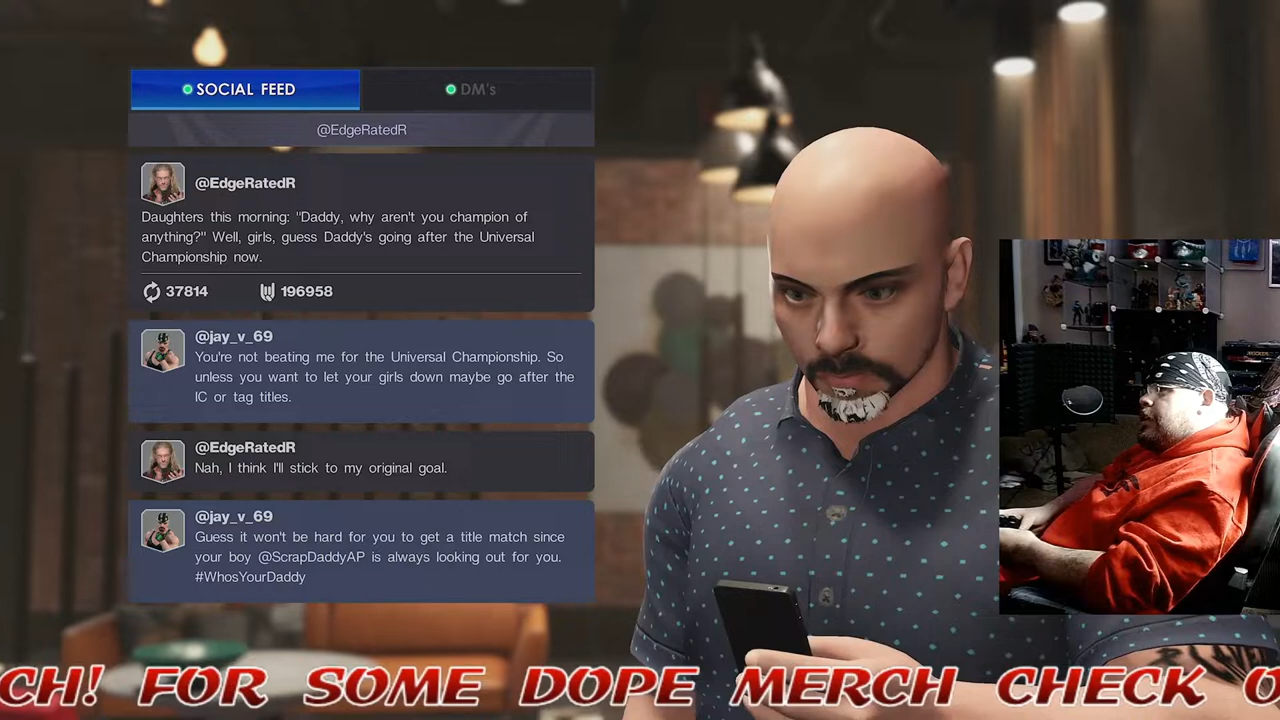 SOCIAL FEED
DM's
@EdgeRatedR
@EdgeRatedR
Daughters this morning: "Daddy, why aren't you champion of
anything?" Well, girls, guess Daddy's going after the Universal
Championship now.
37814
196958
@jay_v_69
You're not beating me for the Universal Championship. So
unless you want to let your girls down maybe go after the
IC or tag titles.
@EdgeRatedR
Nah, I think I'll stick to my original goal.
@jay_v_69
Guess it won't be hard for you to get a title match since
your boy @ScrapDaddyAP is always looking out for you.
#WhosYourDaddy
CH! FOR SOME DOPE MERCH CHECK O